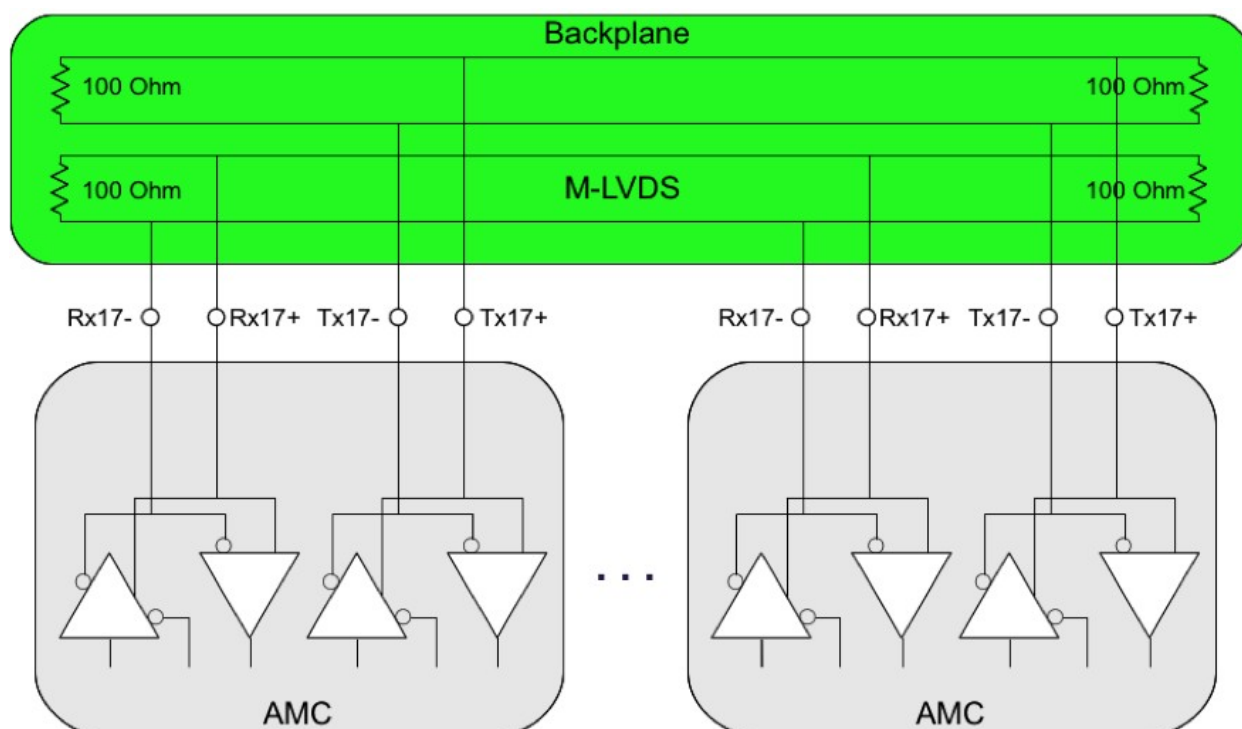 Backplane
100 Ohm 100 Ohm
100 Ohm M-LVDS 100 Ohm
Rx17- Rx17+ Tx17- Tx17+ Rx17- Rx17+ Tx17- Tx17+
. . .
AMC AMC